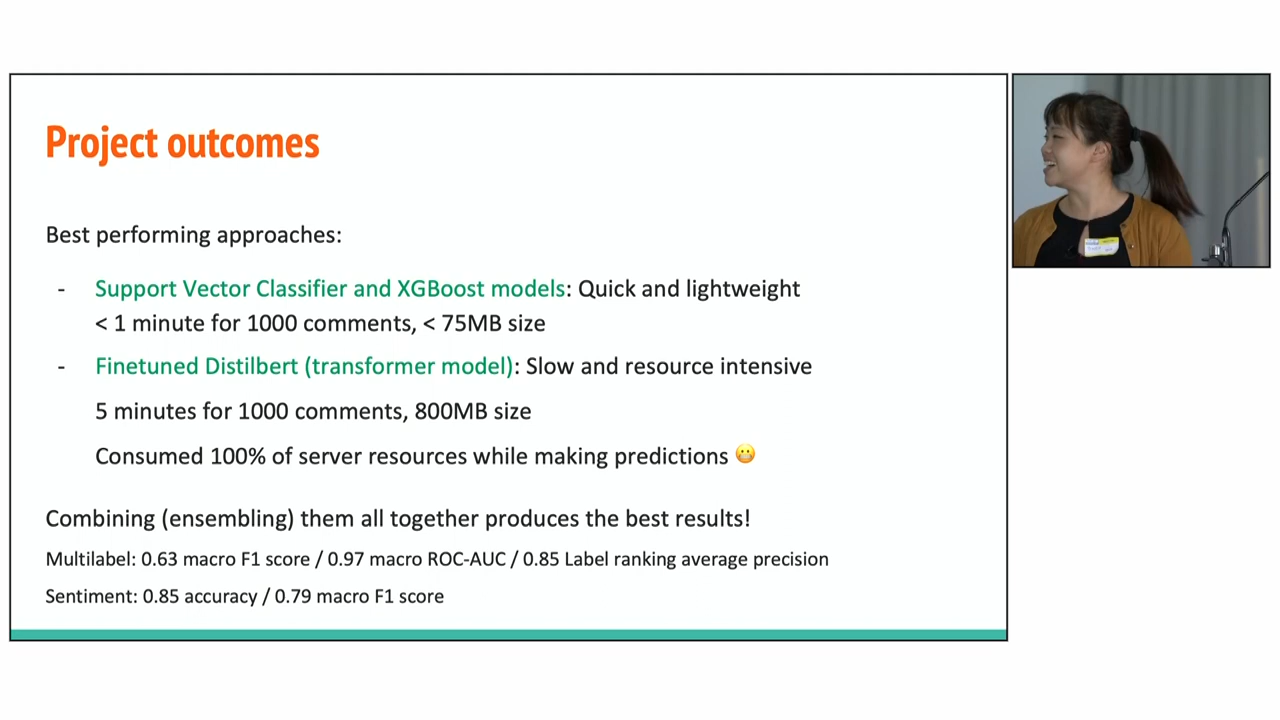 Project outcomes
Best performing approaches:
- Support Vector Classifier and XGBoost models: Quick and lightweight
< 1 minute for 1000 comments, < 75MB size
- Finetuned Distilbert (transformer model): Slow and resource intensive
5 minutes for 1000 comments, 800MB size
Consumed 100% of server resources while making predictions 😬
Combining (ensembling) them all together produces the best results!
Multilabel: 0.63 macro F1 score / 0.97 macro ROC-AUC / 0.85 Label ranking average precision
Sentiment: 0.85 accuracy / 0.79 macro F1 score